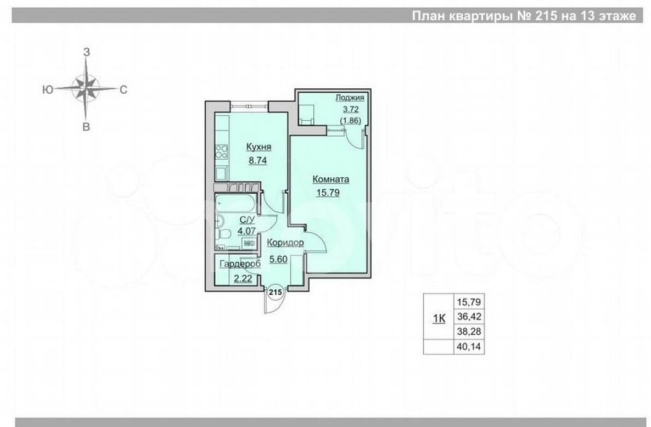 План квартиры № 215 на 13 этаже
З
Ю
С
В
Лоджия
3.72
(1.86)
Кухня
8.74
Комната
15.79
С/У
4.07
Коридор
5.60
Гардероб
2.22
215
1К
15,79
36,42
38,28
40,14
Avito